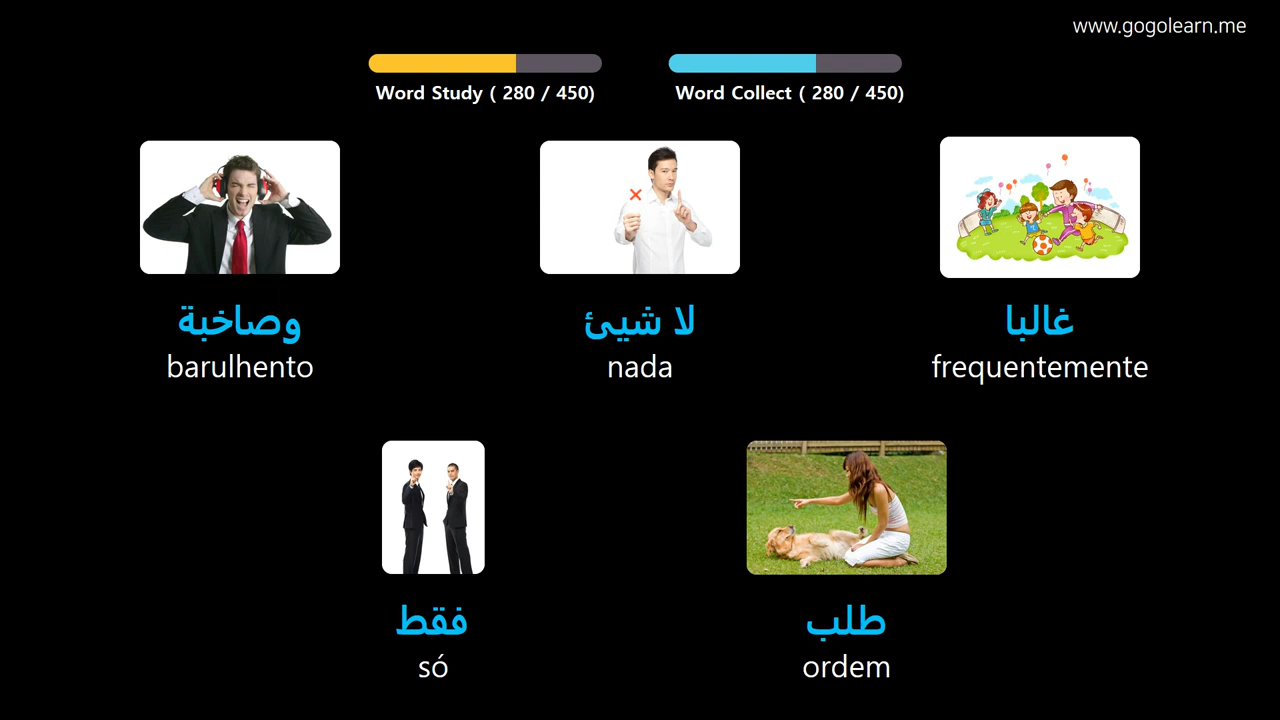 www.gogolearn.me
Word Study ( 280 / 450)
Word Collect ( 280 / 450)
وصاخبة
barulhento
لا شيئ
nada
غالبا
frequentemente
فقط
só
طلب
ordem